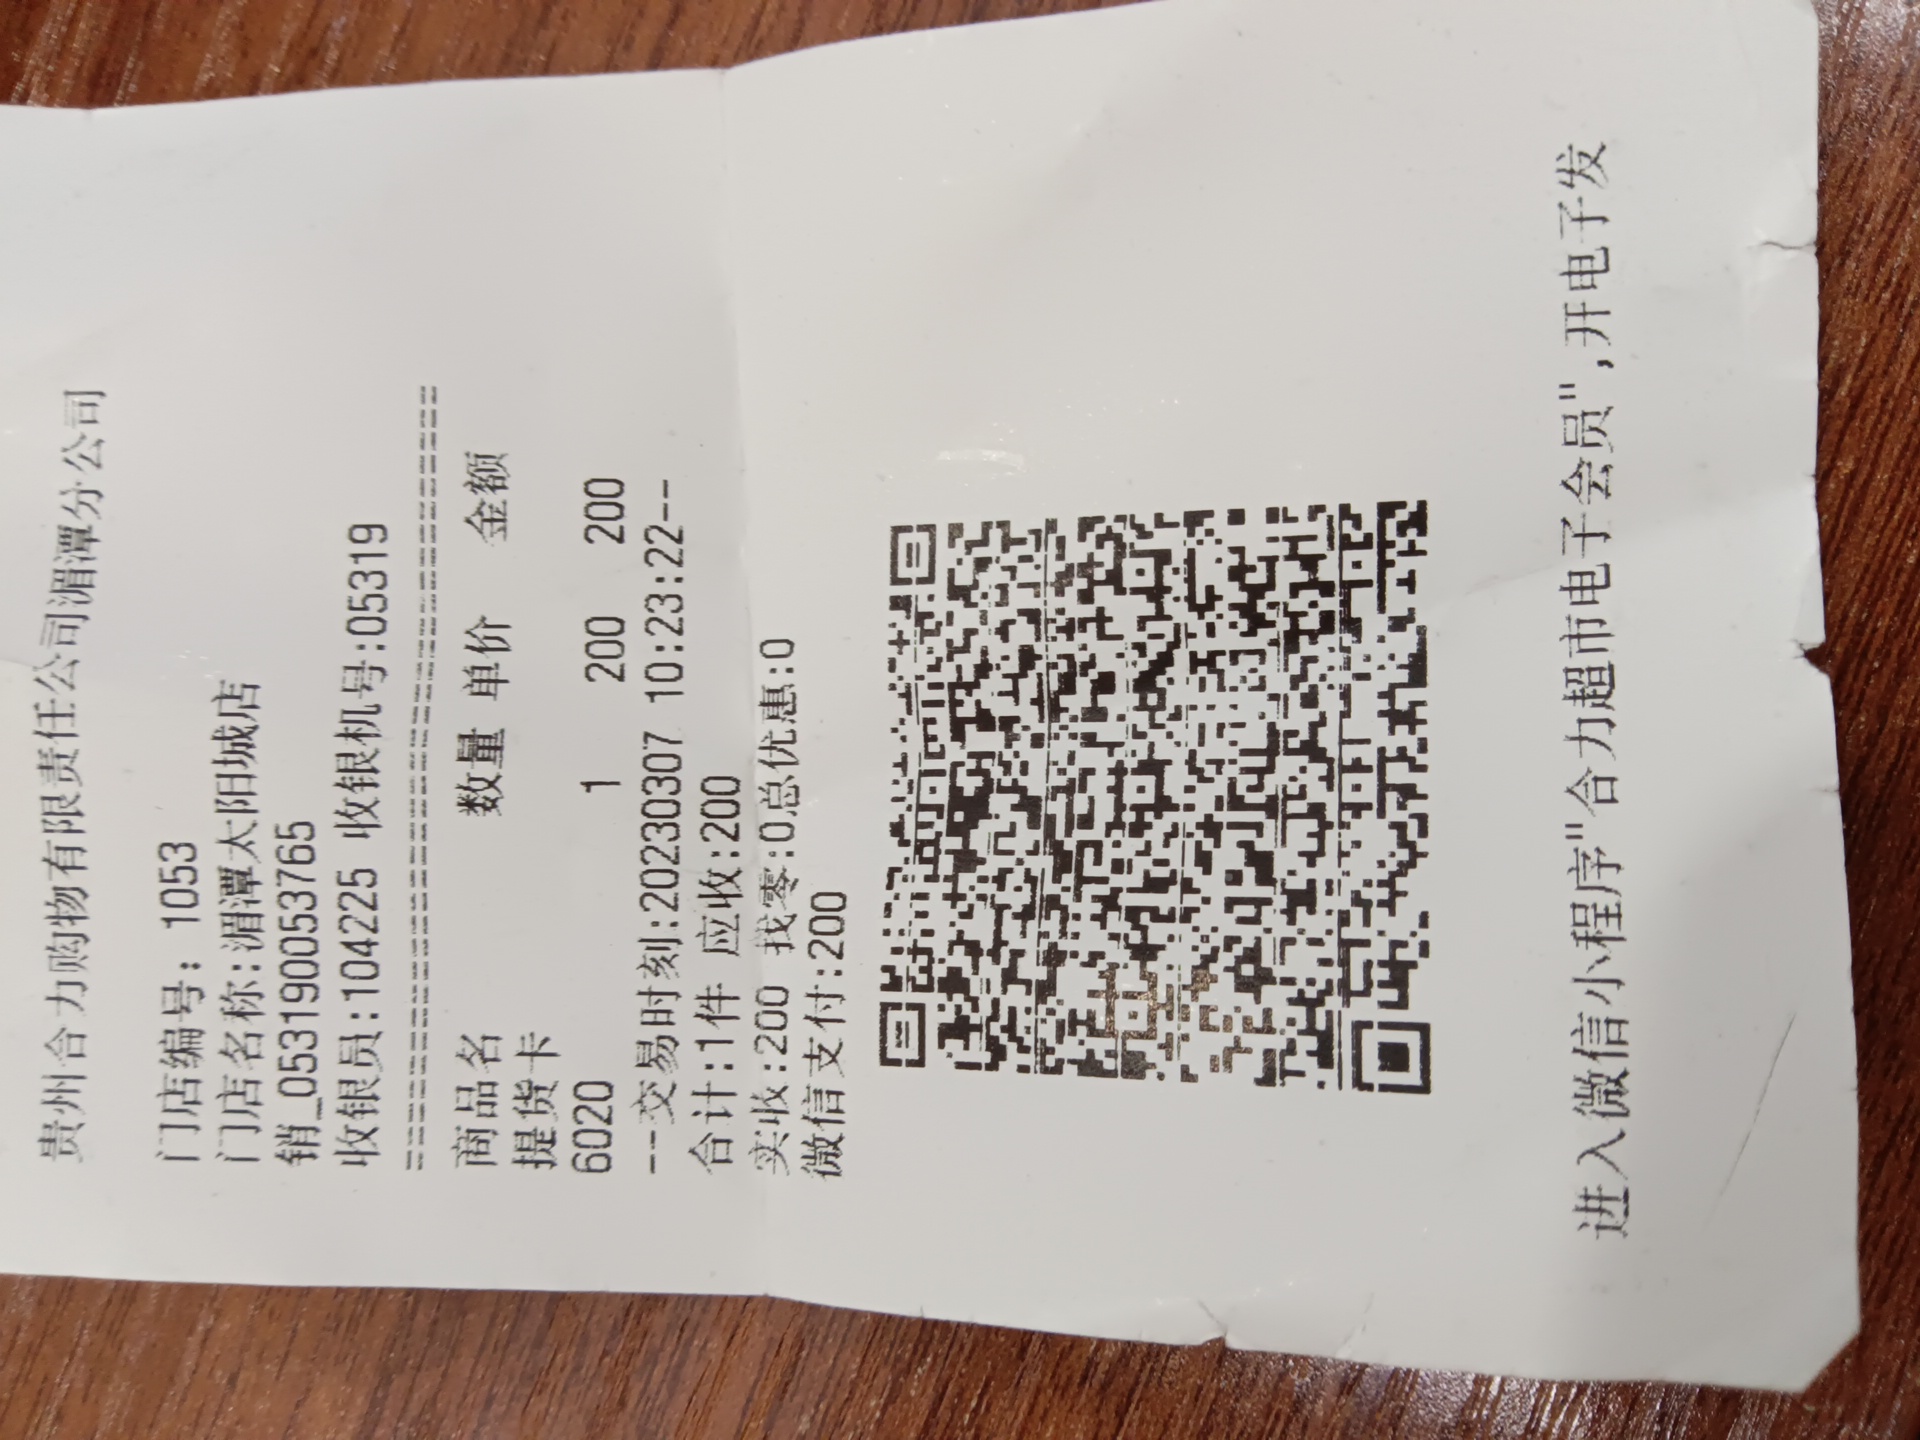 贵州合力购物有限责任公司湄潭分公司
门店编号: 1053
门店名称:湄潭太阳城店
销_0531900053765
收银员:104225 收银机号:05319
================================
商品名 数量 单价 金额
提货卡
6020 1 200 200
--交易时刻:20230307 10:23:22--
合计:1件 应收:200
实收:200 找零:0总优惠:0
微信支付:200
进入微信小程序"合力超市电子会员",开电子发